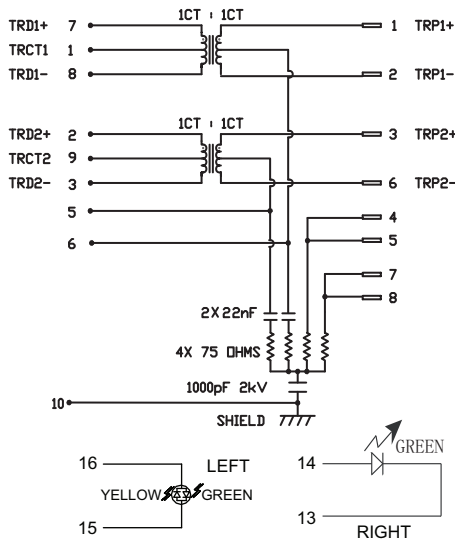 1CT : 1CT
TRD1+ 7 1 TRP1+
TRCT1 1
TRD1- 8 2 TRP1-
1CT : 1CT
TRD2+ 2 3 TRP2+
TRCT2 9
TRD2- 3 6 TRP2-
5 4
6 5
7
8
2X22nF
4X 75 OHMS
1000pF 2kV
10
SHIELD
16 LEFT
YELLOW GREEN
15
14 GREEN
13
RIGHT